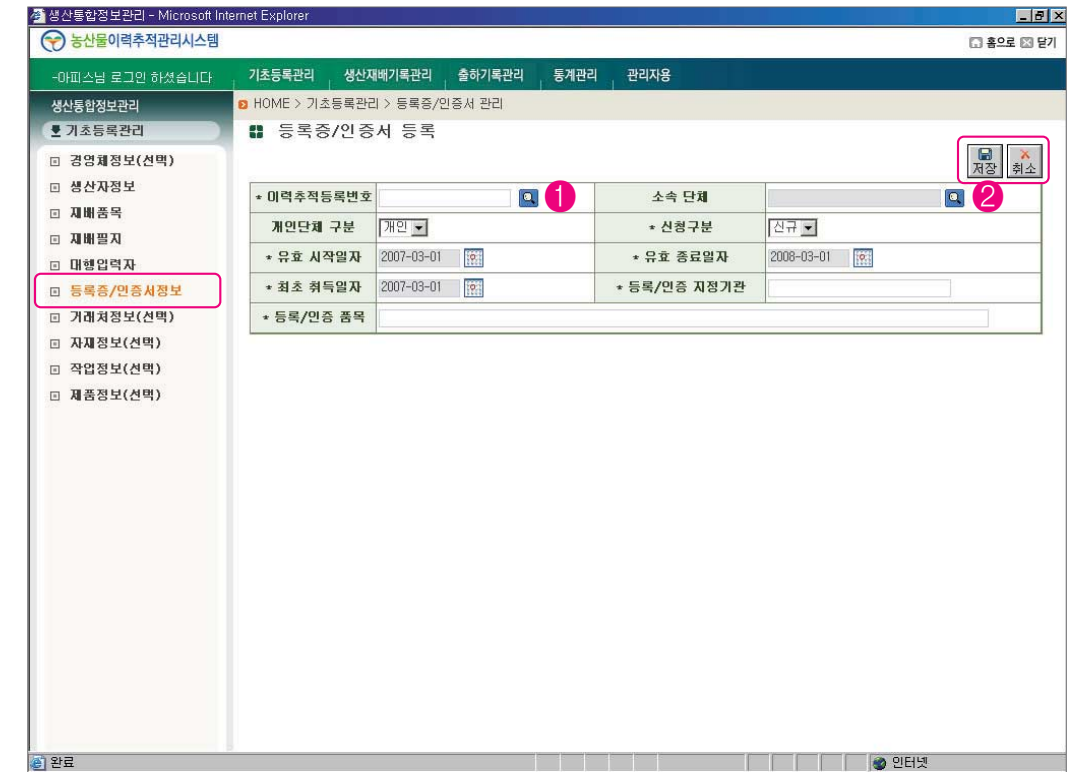 생산통합정보관리 - Microsoft Internet Explorer
농산물이력추적관리시스템
홈으로 닫기
-아피스님 로그인 하셨습니다
기초등록관리 생산재배기록관리 출하기록관리 통계관리 관리자용
생산통합정보관리
HOME > 기초등록관리 > 등록증/인증서 관리
기초등록관리
등록증/인증서 등록
경영체정보(선택)
생산자정보
재배품목
재배필지
대행입력자
등록증/인증서정보
거래처정보(선택)
자재정보(선택)
작업정보(선택)
제품정보(선택)
저장 취소
* 이력추적등록번호 1 소속 단체 2
개인단체 구분 개인 * 신청구분 신규
* 유효 시작일자 2007-03-01 * 유효 종료일자 2008-03-01
* 최초 취득일자 2007-03-01 * 등록/인증 지정기관
* 등록/인증 품목
완료 인터넷